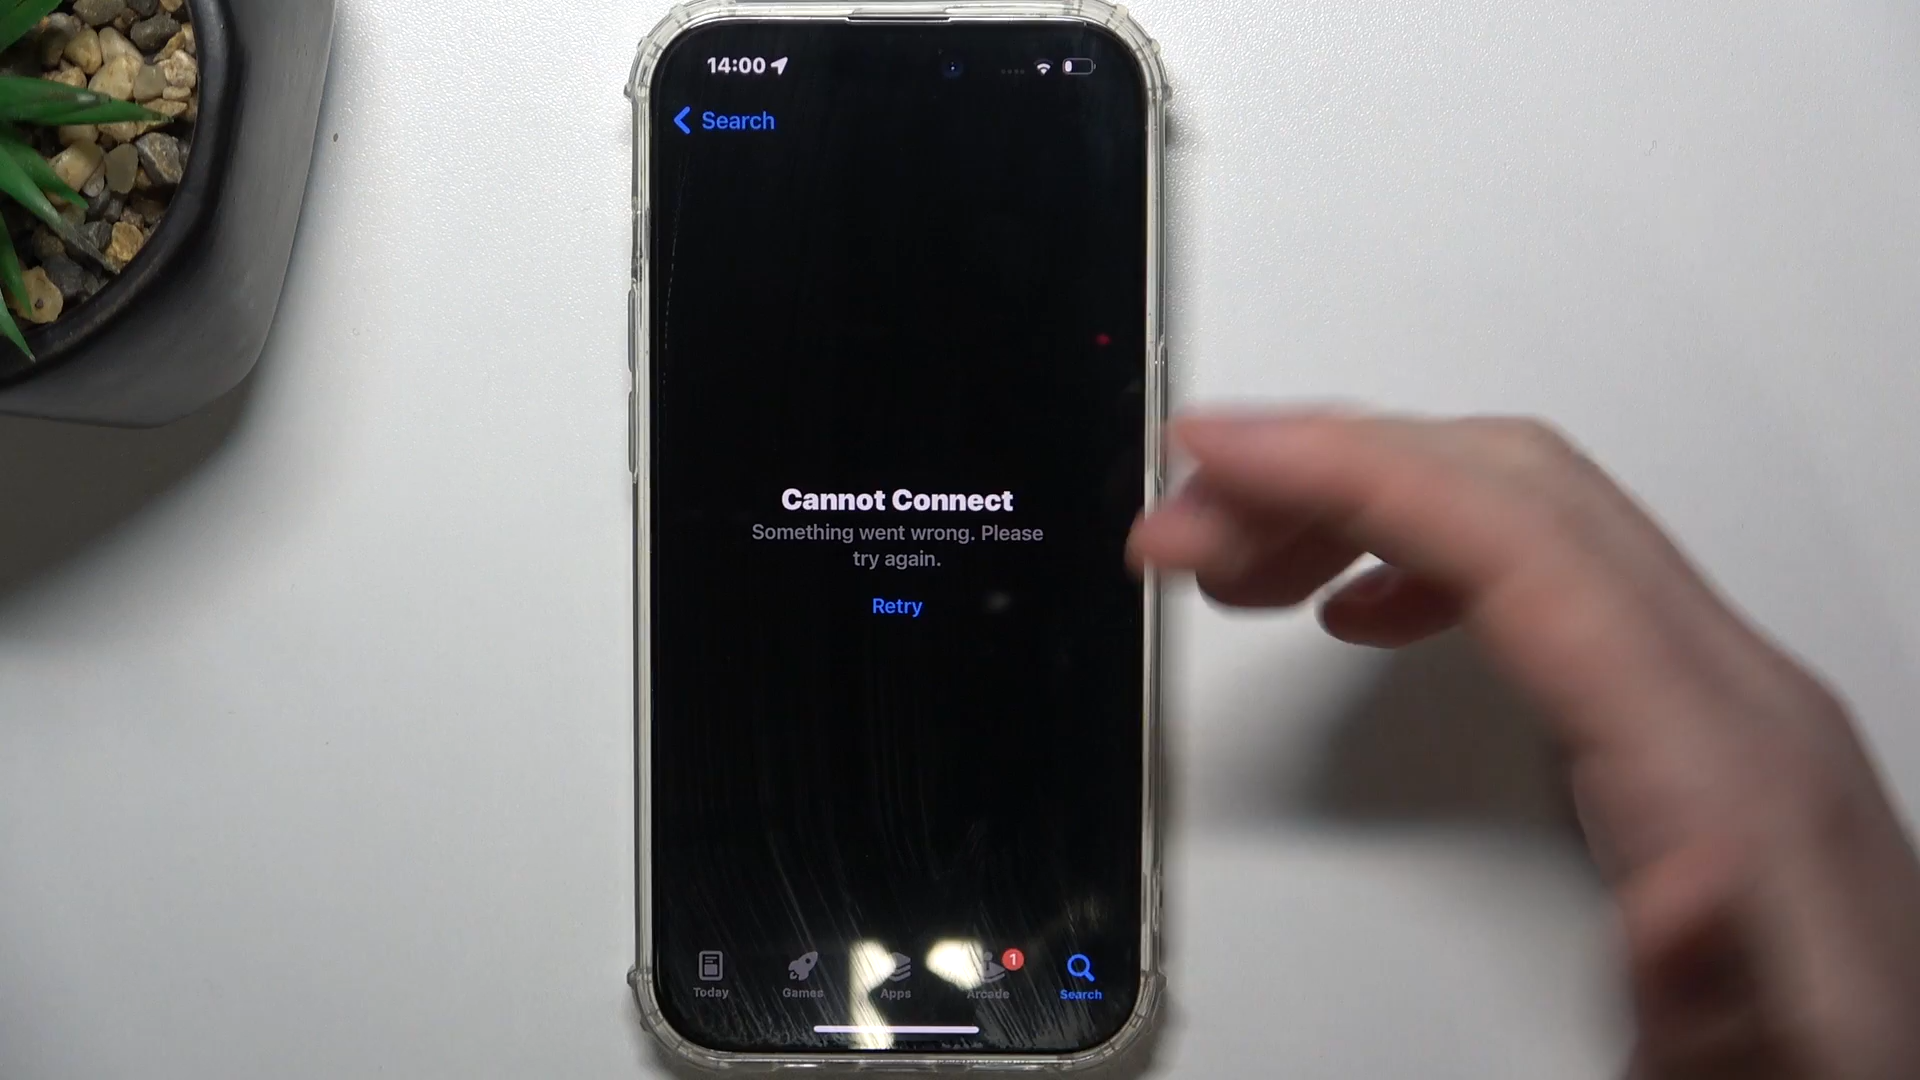 14:00
Search
Cannot Connect
Something went wrong. Please
try again.
Retry
1
Today
Games
Apps
Arcade
Search